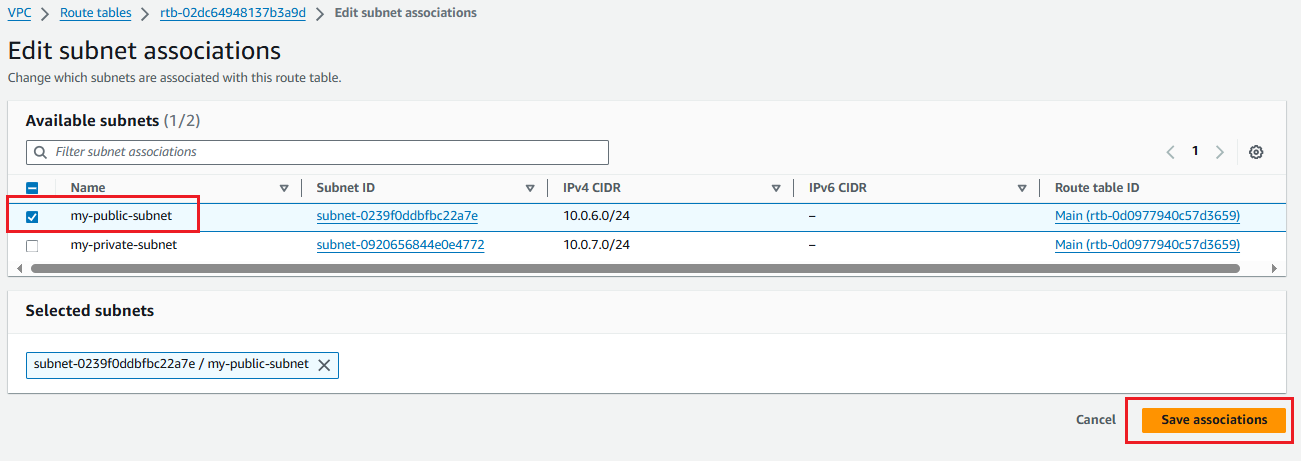 VPC > Route tables > rtb-02dc64948137b3a9d > Edit subnet associations
Edit subnet associations
Change which subnets are associated with this route table.
Available subnets (1/2)
Filter subnet associations
1
Name Subnet ID IPv4 CIDR IPv6 CIDR Route table ID
my-public-subnet subnet-0239f0ddbfbc22a7e 10.0.6.0/24 – Main (rtb-0d0977940c57d3659)
my-private-subnet subnet-0920656844e0e4772 10.0.7.0/24 – Main (rtb-0d0977940c57d3659)
Selected subnets
subnet-0239f0ddbfbc22a7e / my-public-subnet
Cancel Save associations